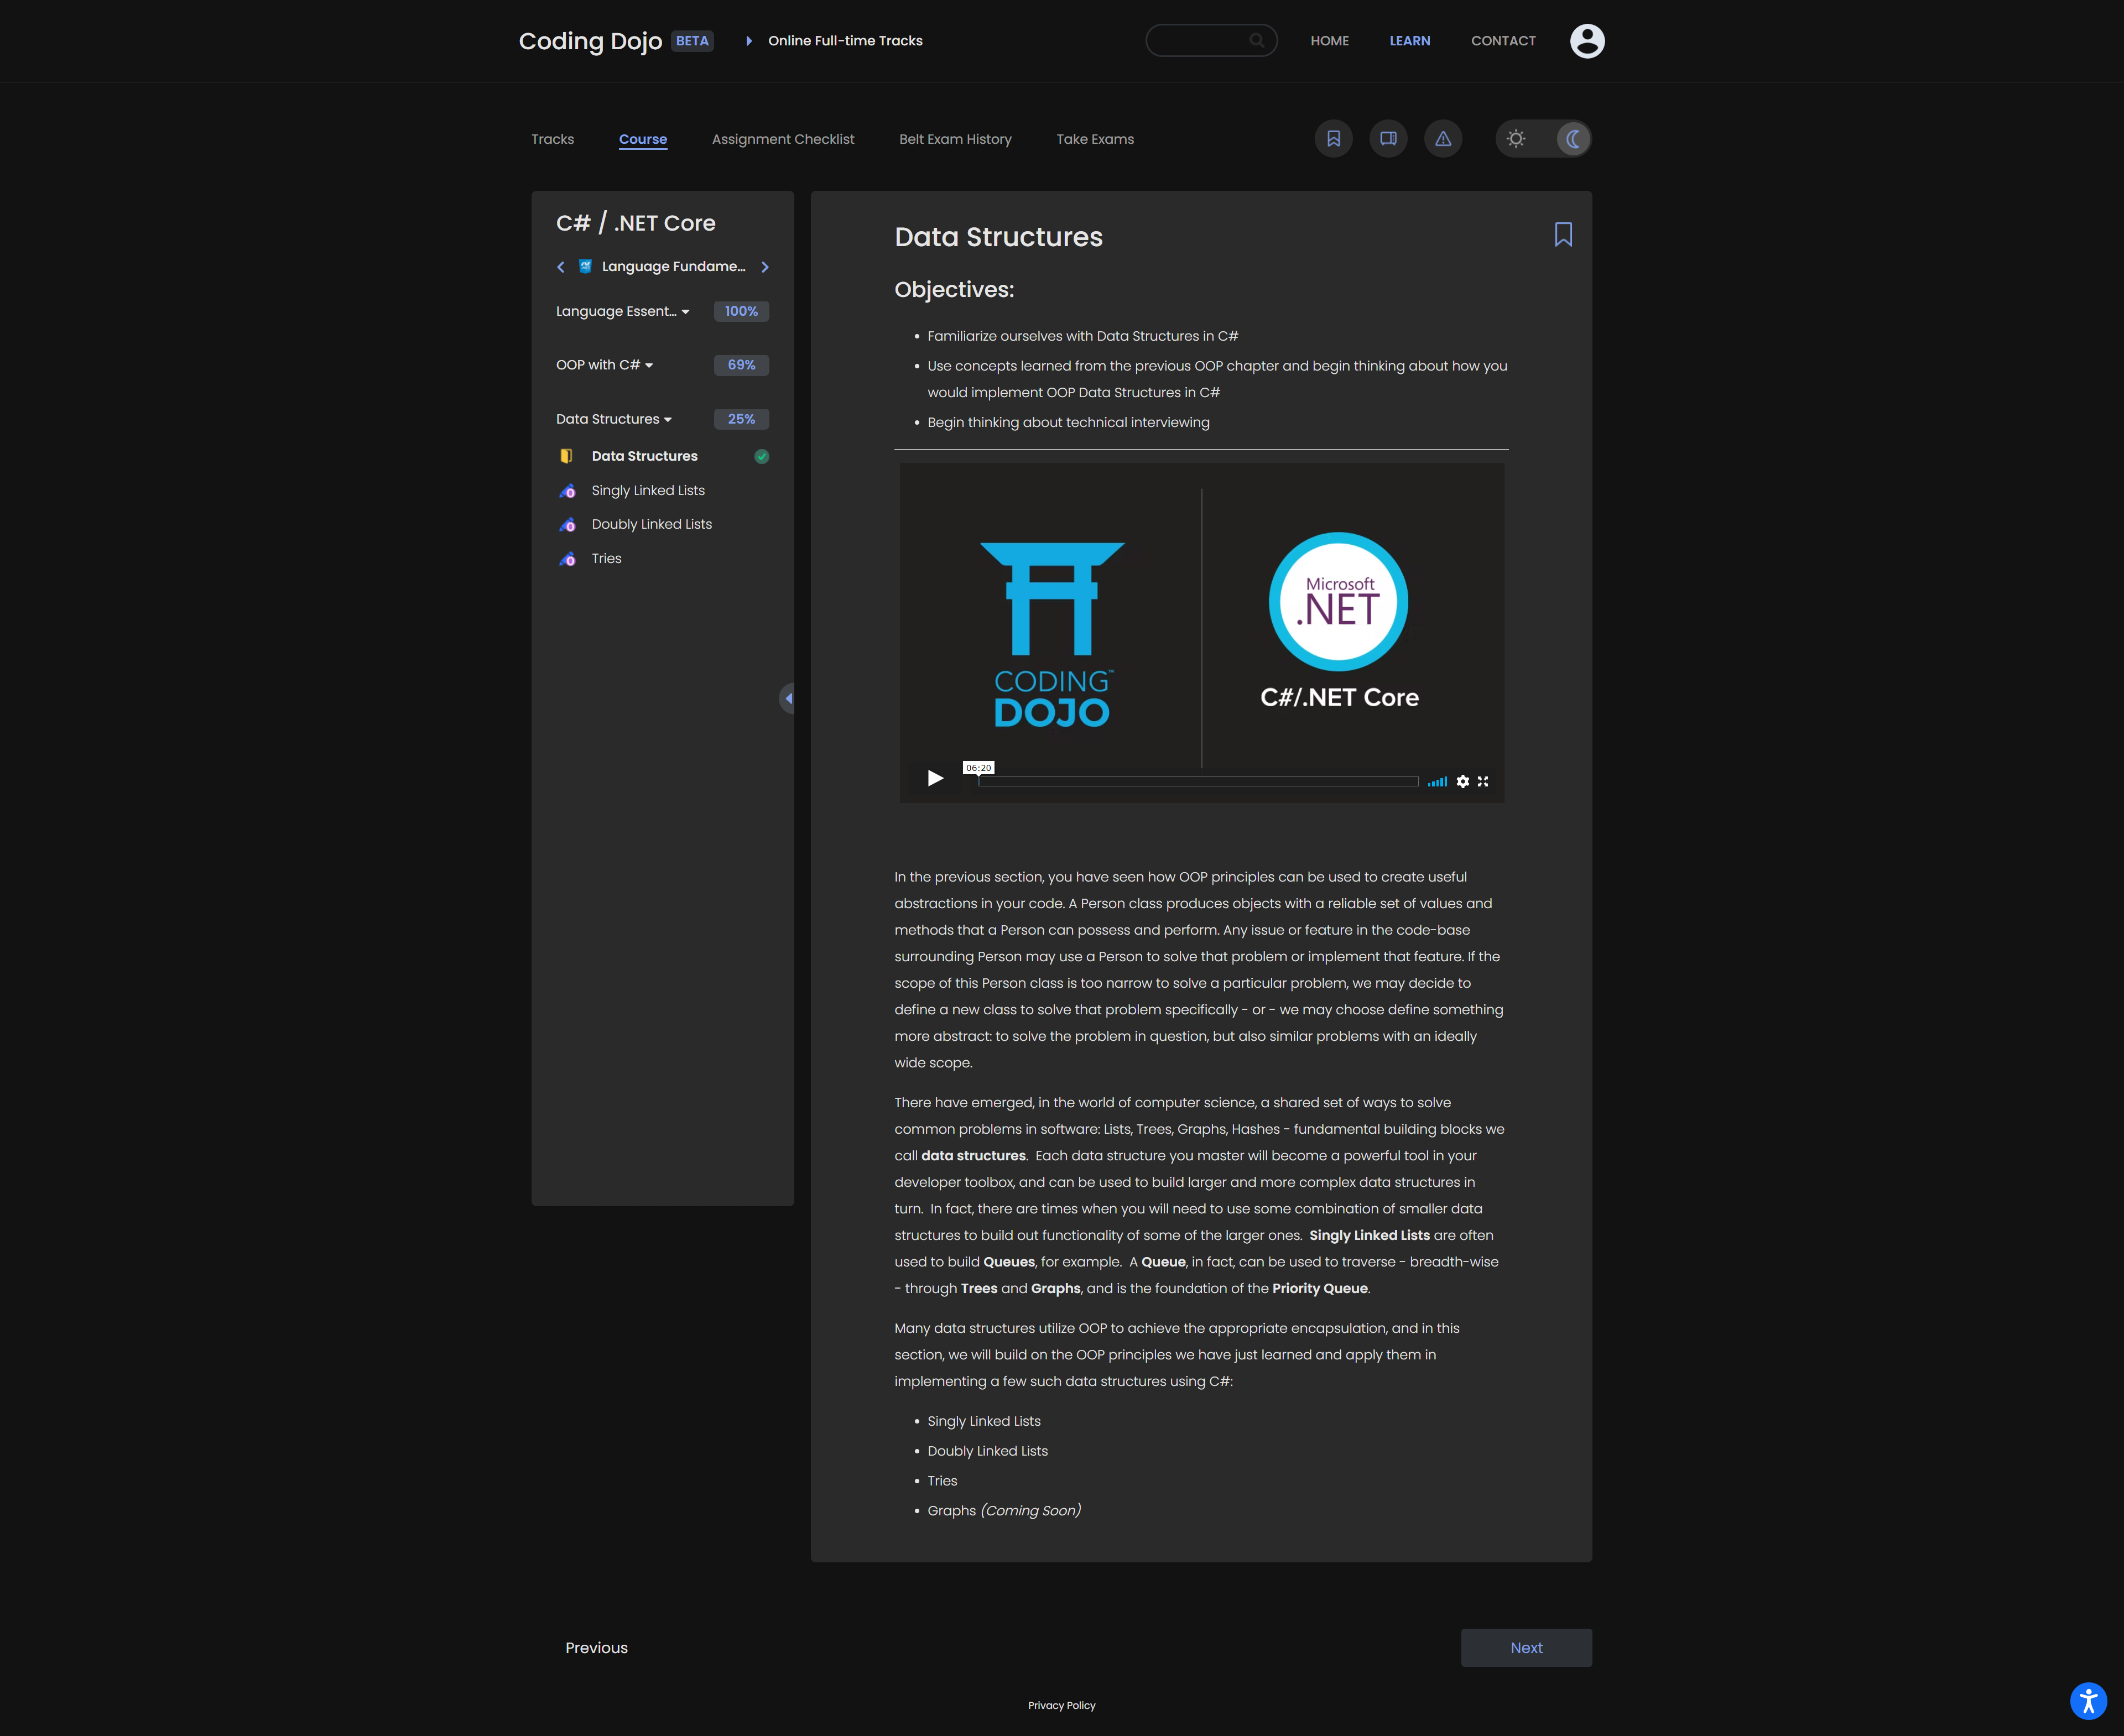 Coding Dojo BETA Online Full-time Tracks HOME LEARN CONTACT
Tracks Course Assignment Checklist Belt Exam History Take Exams
C# / .NET Core
Language Fundame...
Language Essent... 100%
OOP with C# 69%
Data Structures 25%
Data Structures
Singly Linked Lists
Doubly Linked Lists
Tries
Data Structures
Objectives:
Familiarize ourselves with Data Structures in C#
Use concepts learned from the previous OOP chapter and begin thinking about how you
would implement OOP Data Structures in C#
Begin thinking about technical interviewing
CODING™
DOJO
Microsoft
.NET
C#/.NET Core
06:20
In the previous section, you have seen how OOP principles can be used to create useful
abstractions in your code. A Person class produces objects with a reliable set of values and
methods that a Person can possess and perform. Any issue or feature in the code-base
surrounding Person may use a Person to solve that problem or implement that feature. If the
scope of this Person class is too narrow to solve a particular problem, we may decide to
define a new class to solve that problem specifically - or - we may choose define something
more abstract: to solve the problem in question, but also similar problems with an ideally
wide scope.
There have emerged, in the world of computer science, a shared set of ways to solve
common problems in software: Lists, Trees, Graphs, Hashes - fundamental building blocks we
call data structures. Each data structure you master will become a powerful tool in your
developer toolbox, and can be used to build larger and more complex data structures in
turn. In fact, there are times when you will need to use some combination of smaller data
structures to build out functionality of some of the larger ones. Singly Linked Lists are often
used to build Queues, for example. A Queue, in fact, can be used to traverse - breadth-wise
- through Trees and Graphs, and is the foundation of the Priority Queue.
Many data structures utilize OOP to achieve the appropriate encapsulation, and in this
section, we will build on the OOP principles we have just learned and apply them in
implementing a few such data structures using C#:
Singly Linked Lists
Doubly Linked Lists
Tries
Graphs (Coming Soon)
Previous
Next
Privacy Policy